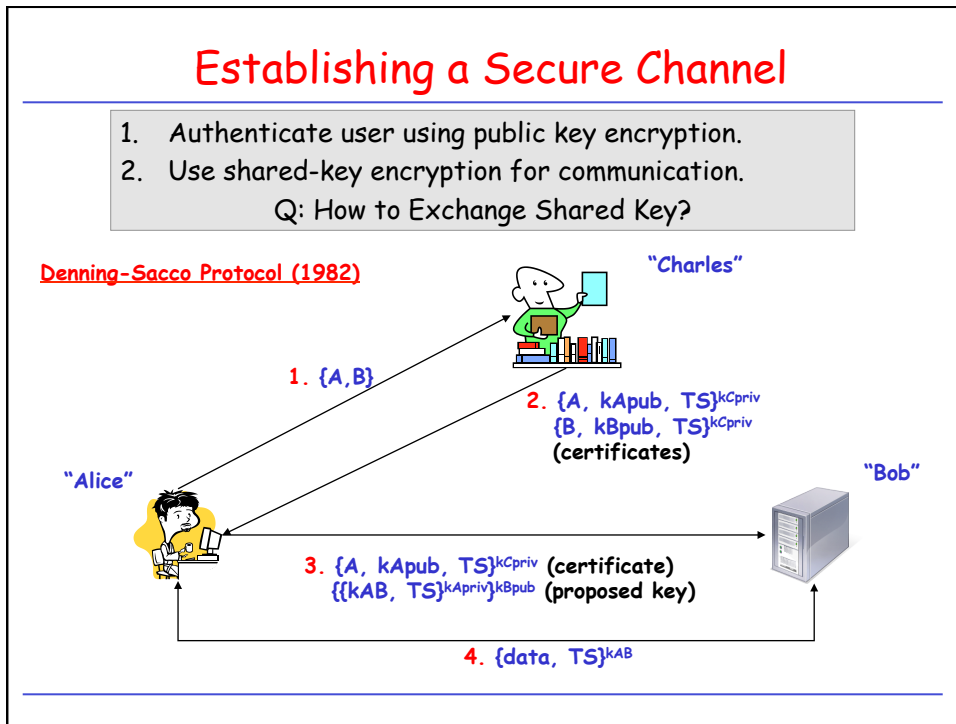 Establishing a Secure Channel
1. Authenticate user using public key encryption.
2. Use shared-key encryption for communication.
Q: How to Exchange Shared Key?
Denning-Sacco Protocol (1982)
“Charles”
1. {A,B}
2. {A, kApub, TS}kCpriv
{B, kBpub, TS}kCpriv
(certificates)
“Alice”
“Bob”
3. {A, kApub, TS}kCpriv (certificate)
{{kAB, TS}kApriv}kBpub (proposed key)
4. {data, TS}kAB